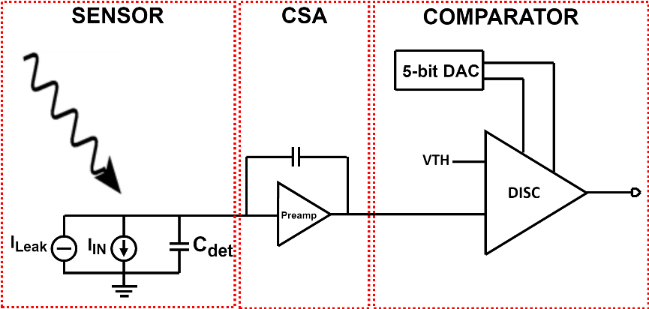 SENSOR
CSA
COMPARATOR
5-bit DAC
VTH
DISC
Preamp
ILeak
IIN
Cdet